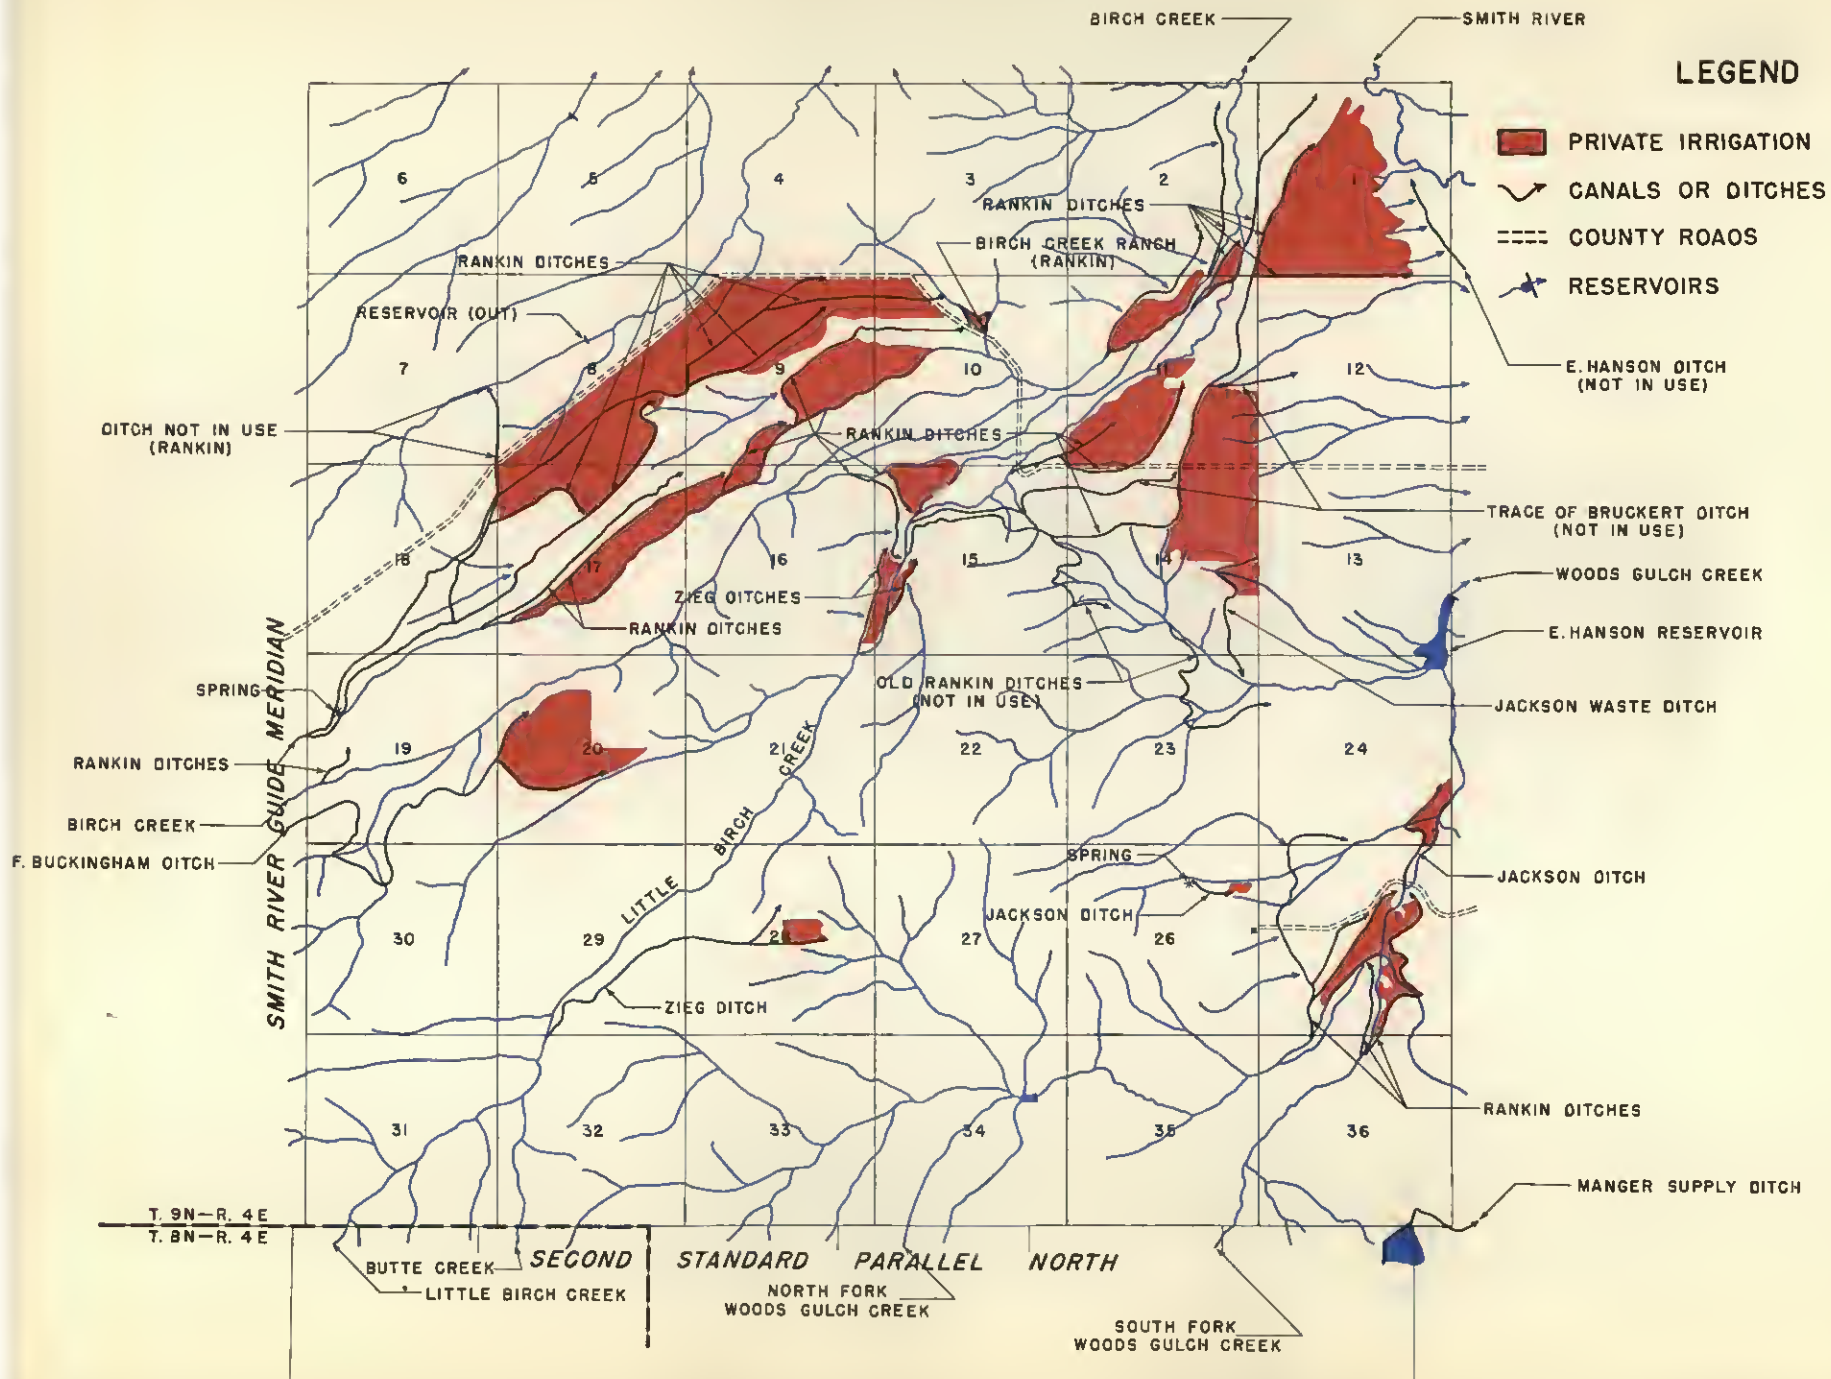 BIRCH CREEK
SMITH RIVER
LEGEND
PRIVATE IRRIGATION
CANALS OR DITCHES
COUNTY ROADS
RESERVOIRS
6
5
4
3
2
1
RANKIN DITCHES
BIRCH CREEK RANCH
(RANKIN)
RANKIN DITCHES
RESERVOIR (OUT)
7
8
9
10
11
12
E. HANSON DITCH
(NOT IN USE)
DITCH NOT IN USE
(RANKIN)
RANKIN DITCHES
TRACE OF BRUCKERT DITCH
(NOT IN USE)
18
17
16
15
14
13
WOODS GULCH CREEK
ZIEG DITCHES
RANKIN DITCHES
E. HANSON RESERVOIR
SPRING
OLD RANKIN DITCHES
(NOT IN USE)
JACKSON WASTE DITCH
SMITH RIVER GUIDE MERIDIAN
19
20
21
22
23
24
RANKIN DITCHES
BIRCH CREEK
F. BUCKINGHAM DITCH
LITTLE BIRCH CREEK
SPRING
JACKSON DITCH
JACKSON DITCH
30
29
28
27
26
ZIEG DITCH
RANKIN DITCHES
31
32
33
34
35
36
MANGER SUPPLY DITCH
T. 9N–R. 4E
T. 8N–R. 4E
SECOND STANDARD PARALLEL NORTH
BUTTE CREEK
LITTLE BIRCH CREEK
NORTH FORK
WOODS GULCH CREEK
SOUTH FORK
WOODS GULCH CREEK